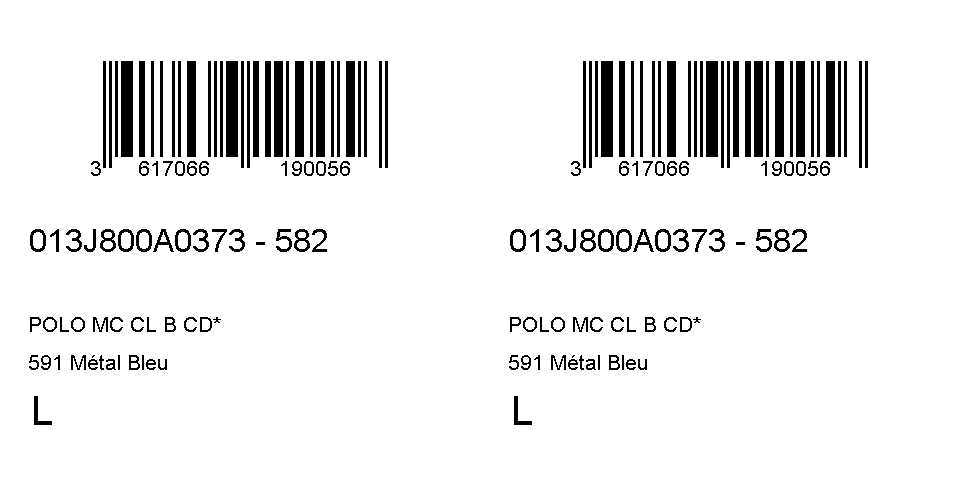 3 617066 190056 3 617066 190056
013J800A0373 - 582 013J800A0373 - 582
POLO MC CL B CD* POLO MC CL B CD*
591 Métal Bleu 591 Métal Bleu
L L